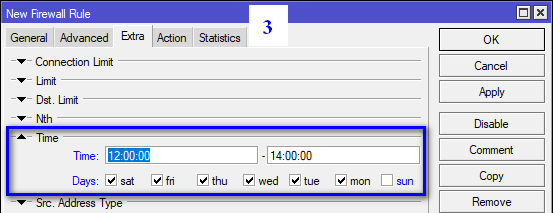 New Firewall Rule
General Advanced Extra Action Statistics
3
OK
Cancel
Apply
Disable
Comment
Copy
Remove
Connection Limit
Limit
Dst. Limit
Nth
Time
Time: 12:00:00 - 14:00:00
Days: sat fri thu wed tue mon sun
Src. Address Type